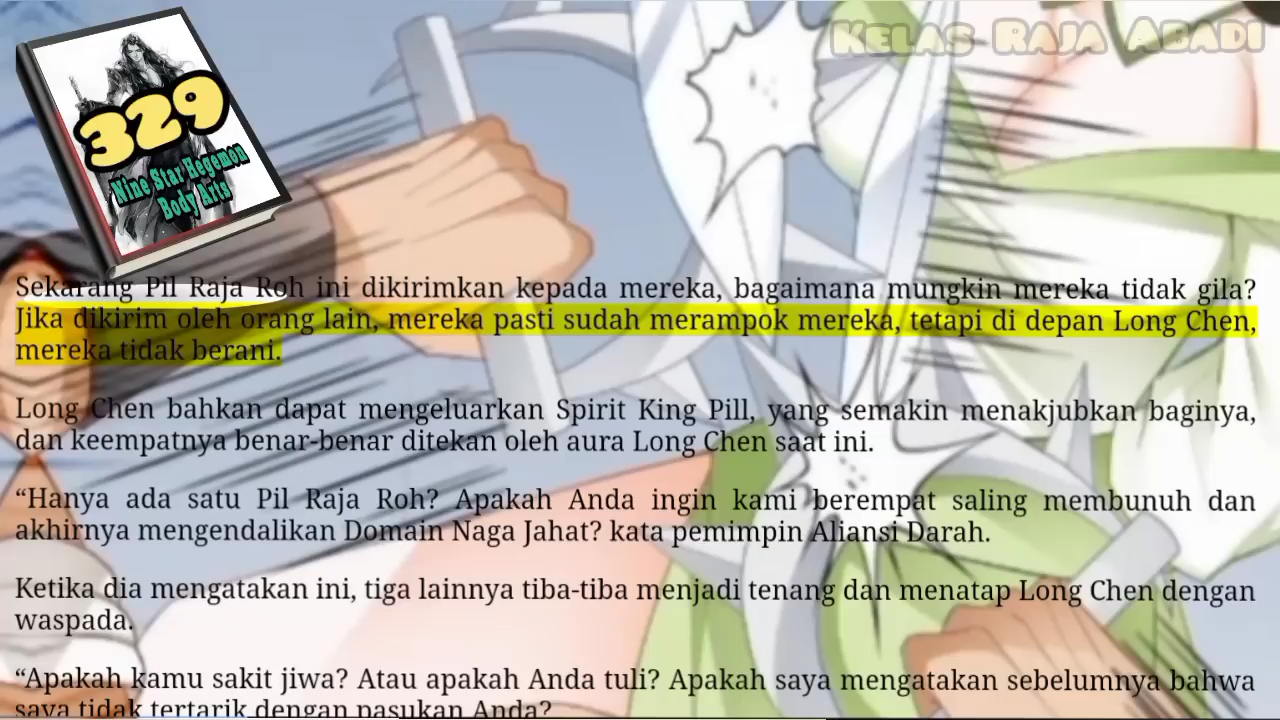 Kelas Raja Abadi
329
Nine Star Hegemon
Body Arts
Sekarang Pil Raja Roh ini dikirimkan kepada mereka, bagaimana mungkin mereka tidak gila?
Jika dikirim oleh orang lain, mereka pasti sudah merampok mereka, tetapi di depan Long Chen,
mereka tidak berani.
Long Chen bahkan dapat mengeluarkan Spirit King Pill, yang semakin menakjubkan baginya,
dan keempatnya benar-benar ditekan oleh aura Long Chen saat ini.
“Hanya ada satu Pil Raja Roh? Apakah Anda ingin kami berempat saling membunuh dan
akhirnya mengendalikan Domain Naga Jahat? kata pemimpin Aliansi Darah.
Ketika dia mengatakan ini, tiga lainnya tiba-tiba menjadi tenang dan menatap Long Chen dengan
waspada.
“Apakah kamu sakit jiwa? Atau apakah Anda tuli? Apakah saya mengatakan sebelumnya bahwa
saya tidak tertarik dengan pasukan Anda?